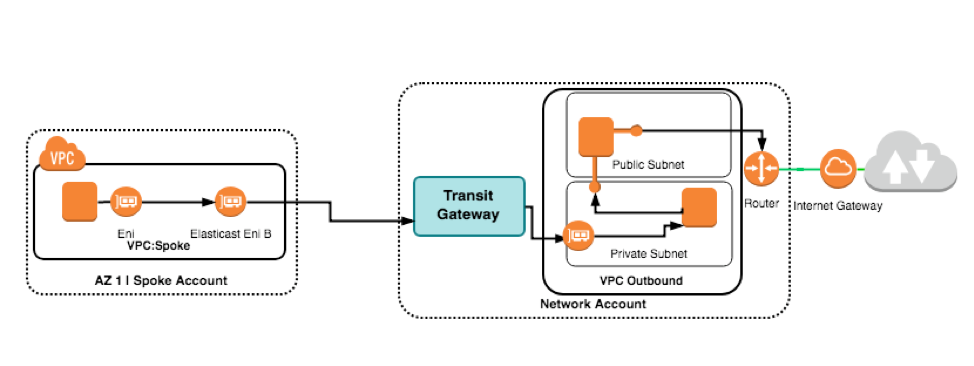 VPC
Eni
Elasticast Eni B
VPC:Spoke
AZ 1 I Spoke Account
Transit
Gateway
Public Subnet
Private Subnet
VPC Outbound
Network Account
Router
Internet Gateway